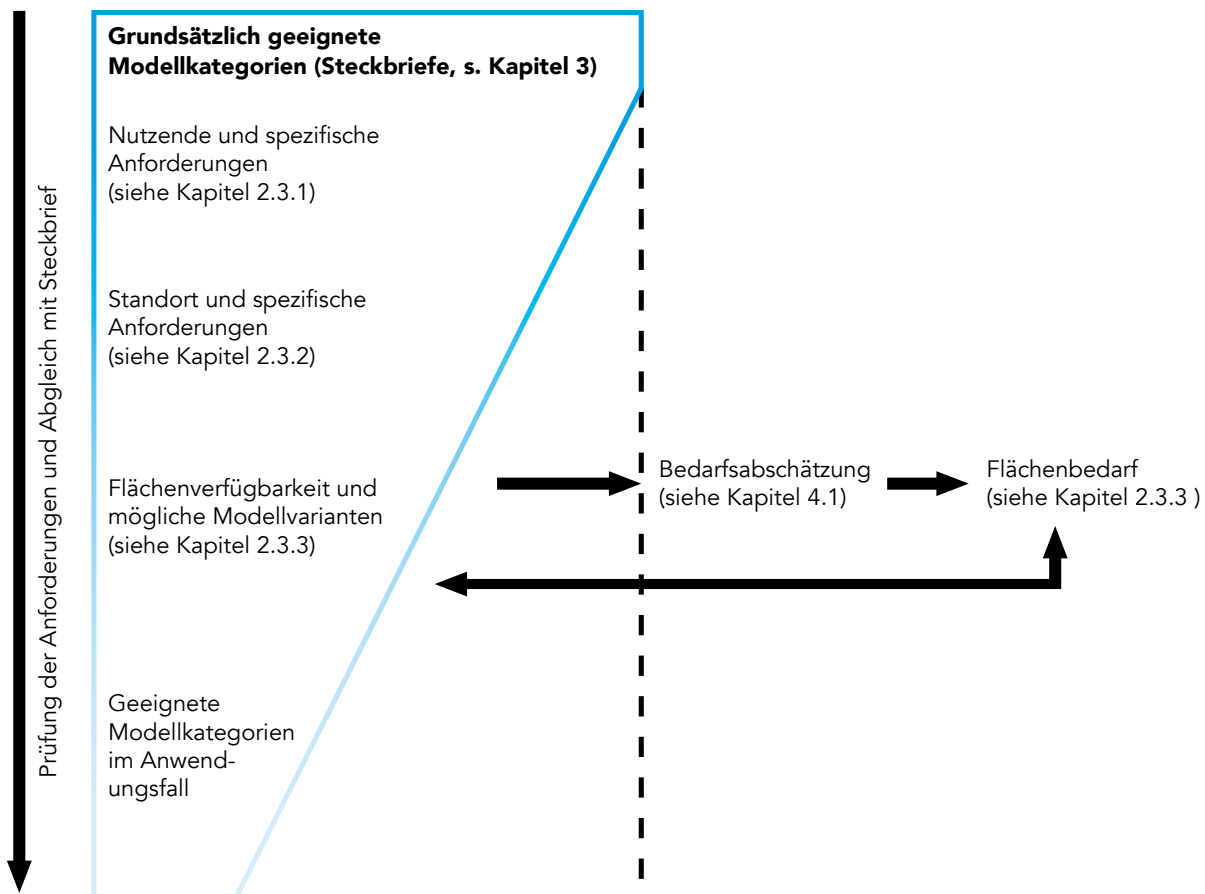 Grundsätzlich geeignete
Modellkategorien (Steckbriefe, s. Kapitel 3)
Prüfung der Anforderungen und Abgleich mit Steckbrief
Nutzende und spezifische
Anforderungen
(siehe Kapitel 2.3.1)
Standort und spezifische
Anforderungen
(siehe Kapitel 2.3.2)
Flächenverfügbarkeit und
mögliche Modellvarianten
(siehe Kapitel 2.3.3)
Bedarfsabschätzung
(siehe Kapitel 4.1)
Flächenbedarf
(siehe Kapitel 2.3.3 )
Geeignete
Modellkategorien
im Anwend-
ungsfall